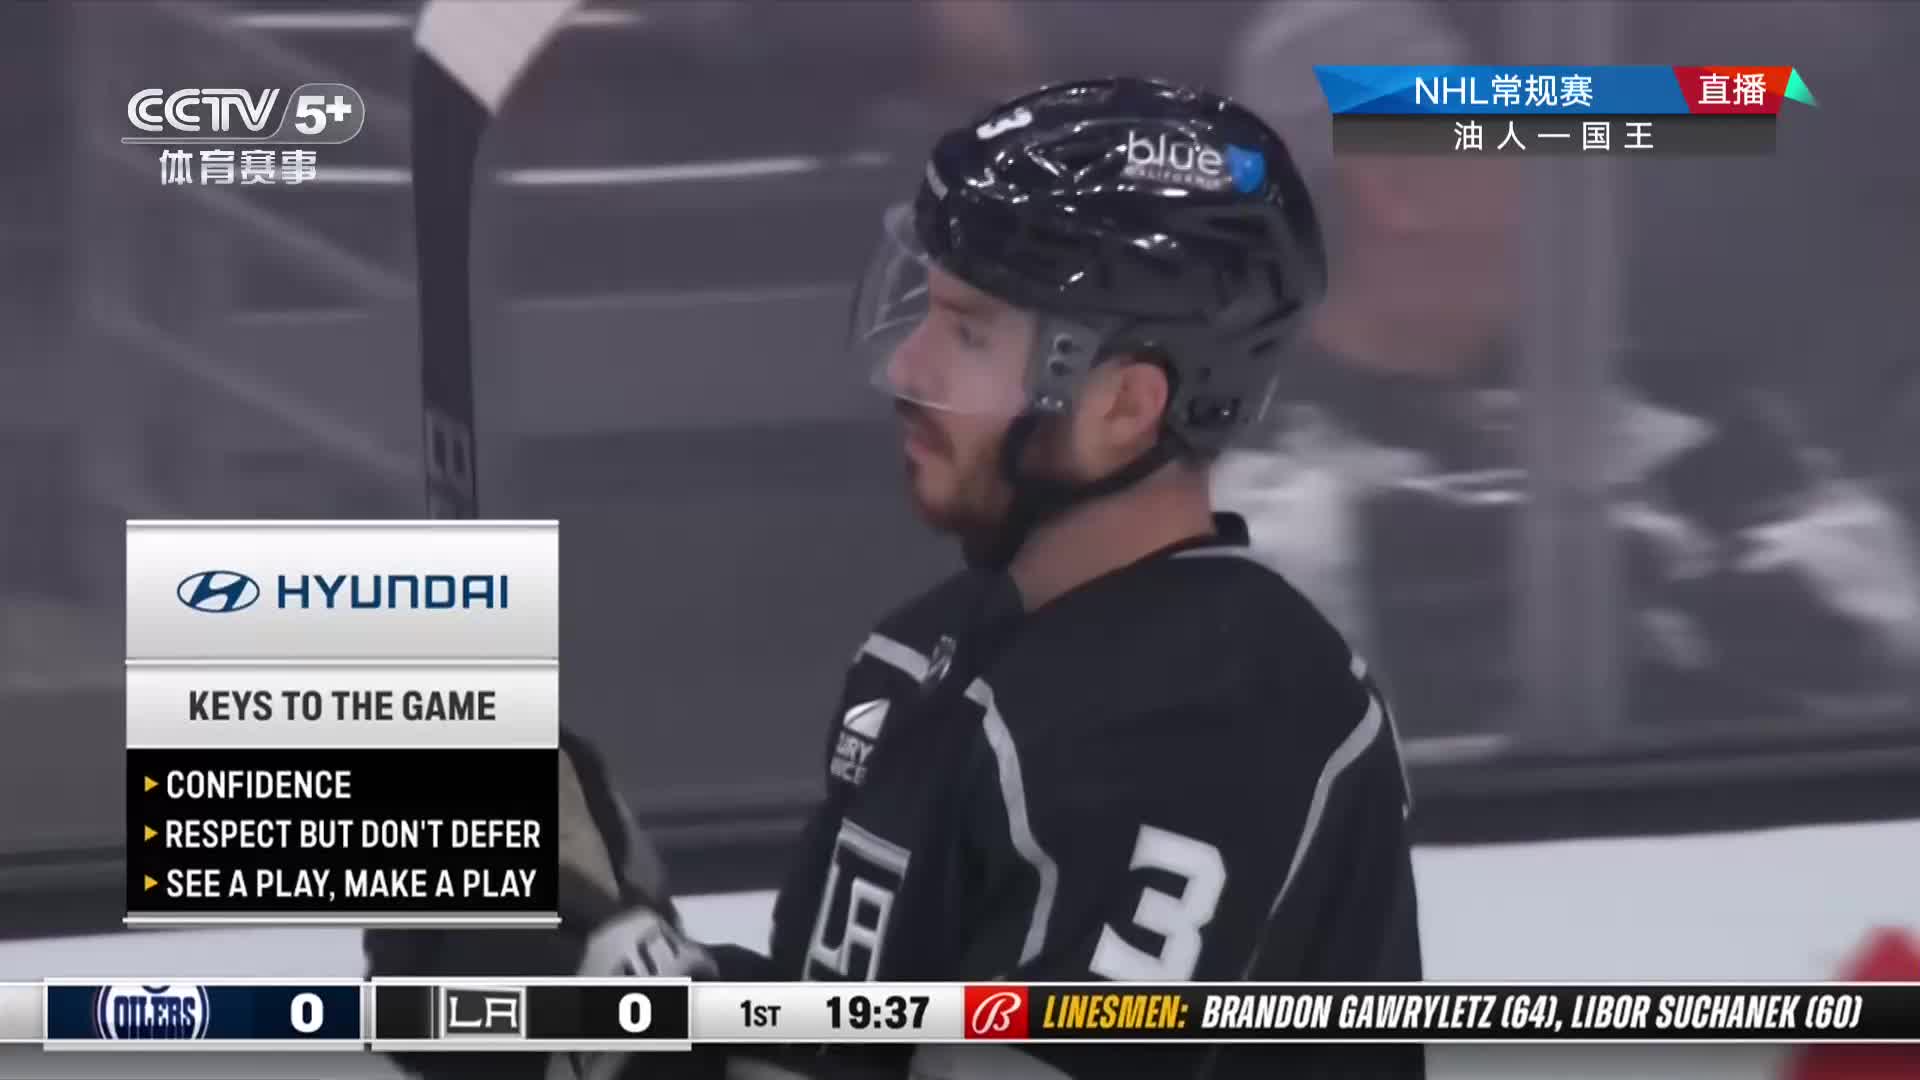 CCTV 5+
体育赛事
NHL常规赛 直播
油人一国王
3
blue
CALIFORNIA
HYUNDAI
KEYS TO THE GAME
CONFIDENCE
RESPECT BUT DON'T DEFER
SEE A PLAY, MAKE A PLAY
LA
3
OILERS 0 LA 0 1ST 19:37 B LINESMEN: BRANDON GAWRYLETZ (64), LIBOR SUCHANEK (60)